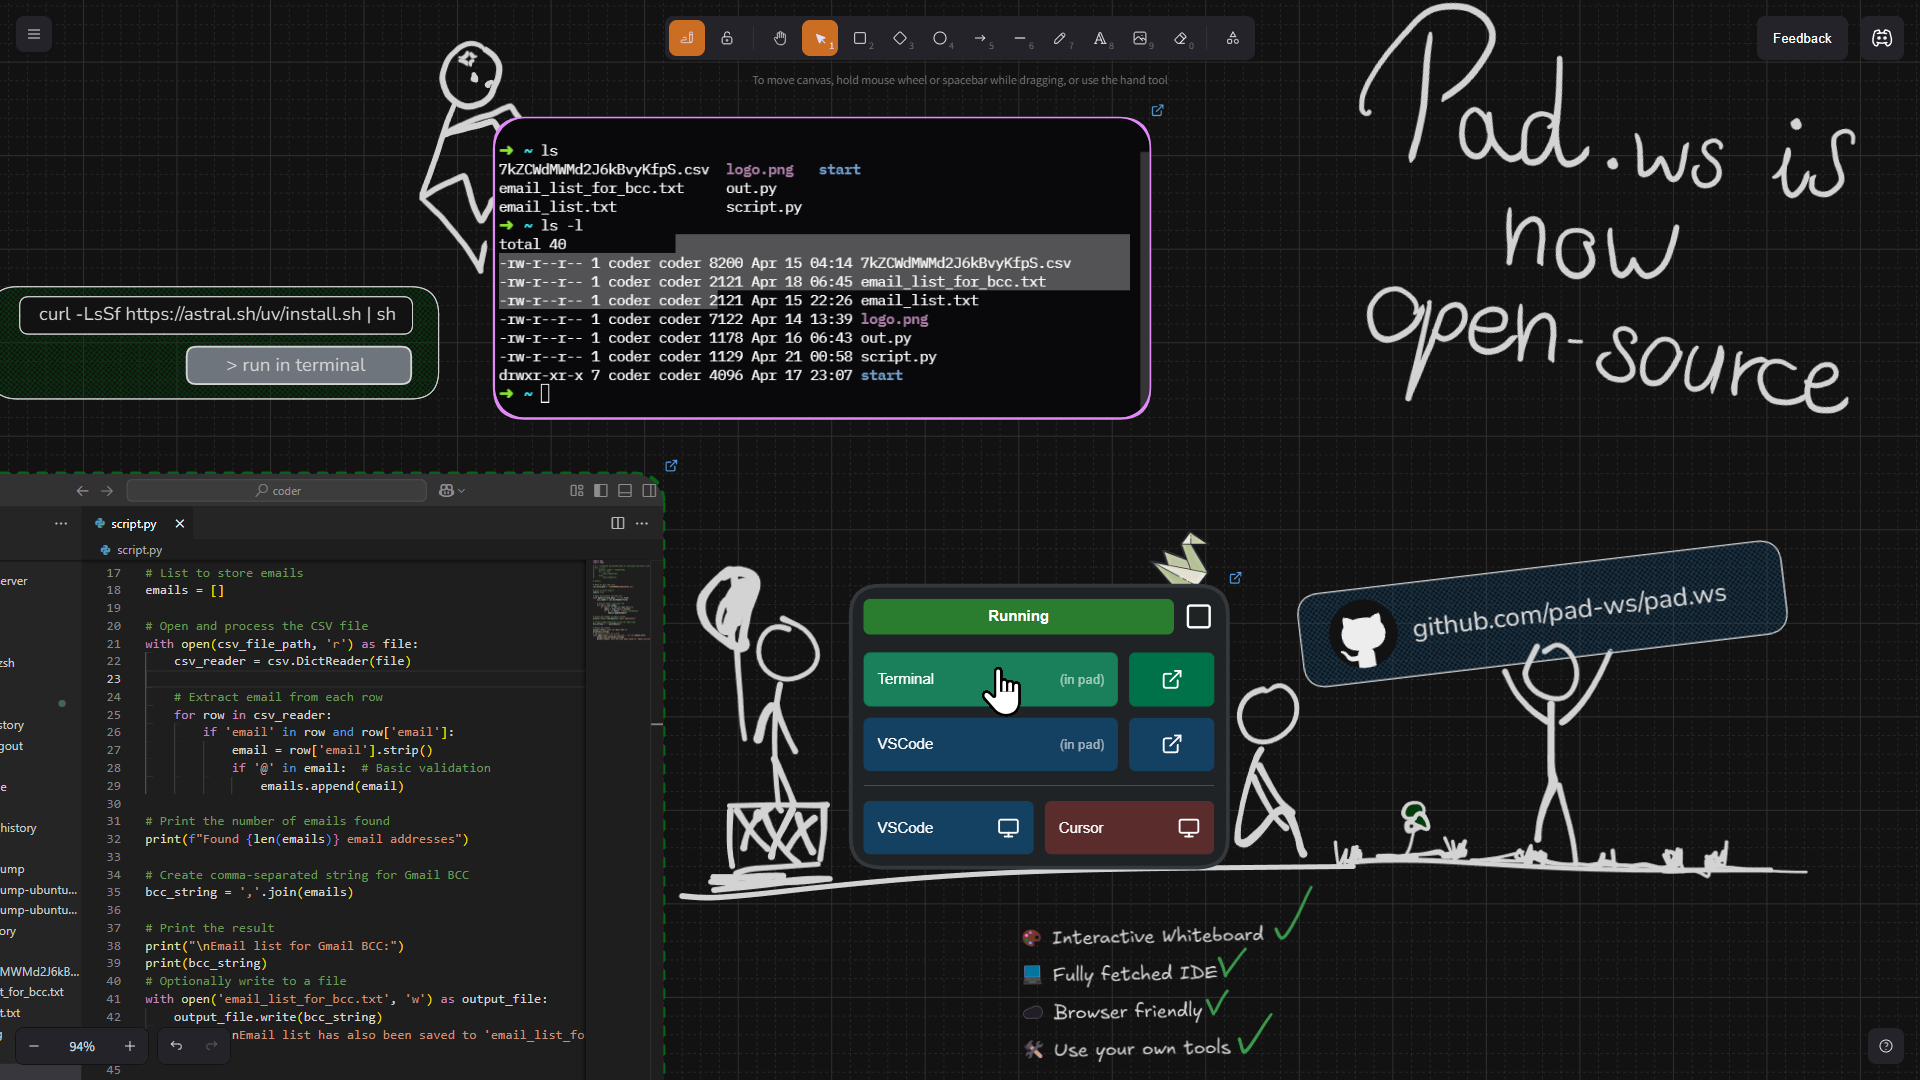 Feedback
1
2
3
4
5
6
7
8
9
0
To move canvas, hold mouse wheel or spacebar while dragging, or use the hand tool
Pad.ws is
now
open-source
➜ ~ ls
7kZCWdMWMd2J6kBvyKfpS.csv logo.png start
email_list_for_bcc.txt out.py
email_list.txt script.py
➜ ~ ls -l
total 40
-rw-r--r-- 1 coder coder 8200 Apr 15 04:14 7kZCWdMWMd2J6kBvyKfpS.csv
-rw-r--r-- 1 coder coder 2121 Apr 18 06:45 email_list_for_bcc.txt
-rw-r--r-- 1 coder coder 2121 Apr 15 22:26 email_list.txt
-rw-r--r-- 1 coder coder 7122 Apr 14 13:39 logo.png
-rw-r--r-- 1 coder coder 1178 Apr 16 06:43 out.py
-rw-r--r-- 1 coder coder 1129 Apr 21 00:58 script.py
drwxr-xr-x 7 coder coder 4096 Apr 17 23:07 start
➜ ~
curl -LsSf https://astral.sh/uv/install.sh | sh
> run in terminal
coder
script.py
script.py
erver
zsh
story
gout
e
history
ump
ump-ubuntu...
ump-ubuntu...
ory
MWMd2J6kB...
t_for_bcc.txt
t.txt
17 # List to store emails
18 emails = []
19
20 # Open and process the CSV file
21 with open(csv_file_path, 'r') as file:
22 csv_reader = csv.DictReader(file)
23
24 # Extract email from each row
25 for row in csv_reader:
26 if 'email' in row and row['email']:
27 email = row['email'].strip()
28 if '@' in email: # Basic validation
29 emails.append(email)
30
31 # Print the number of emails found
32 print(f"Found {len(emails)} email addresses")
33
34 # Create comma-separated string for Gmail BCC
35 bcc_string = ','.join(emails)
36
37 # Print the result
38 print("\nEmail list for Gmail BCC:")
39 print(bcc_string)
40 # Optionally write to a file
41 with open('email_list_for_bcc.txt', 'w') as output_file:
42 output_file.write(bcc_string)
nEmail list has also been saved to 'email_list_fo
45
94%
Running
Terminal (in pad)
VSCode (in pad)
VSCode
Cursor
github.com/pad-ws/pad.ws
Interactive Whiteboard
Fully fetched IDE
Browser friendly
Use your own tools